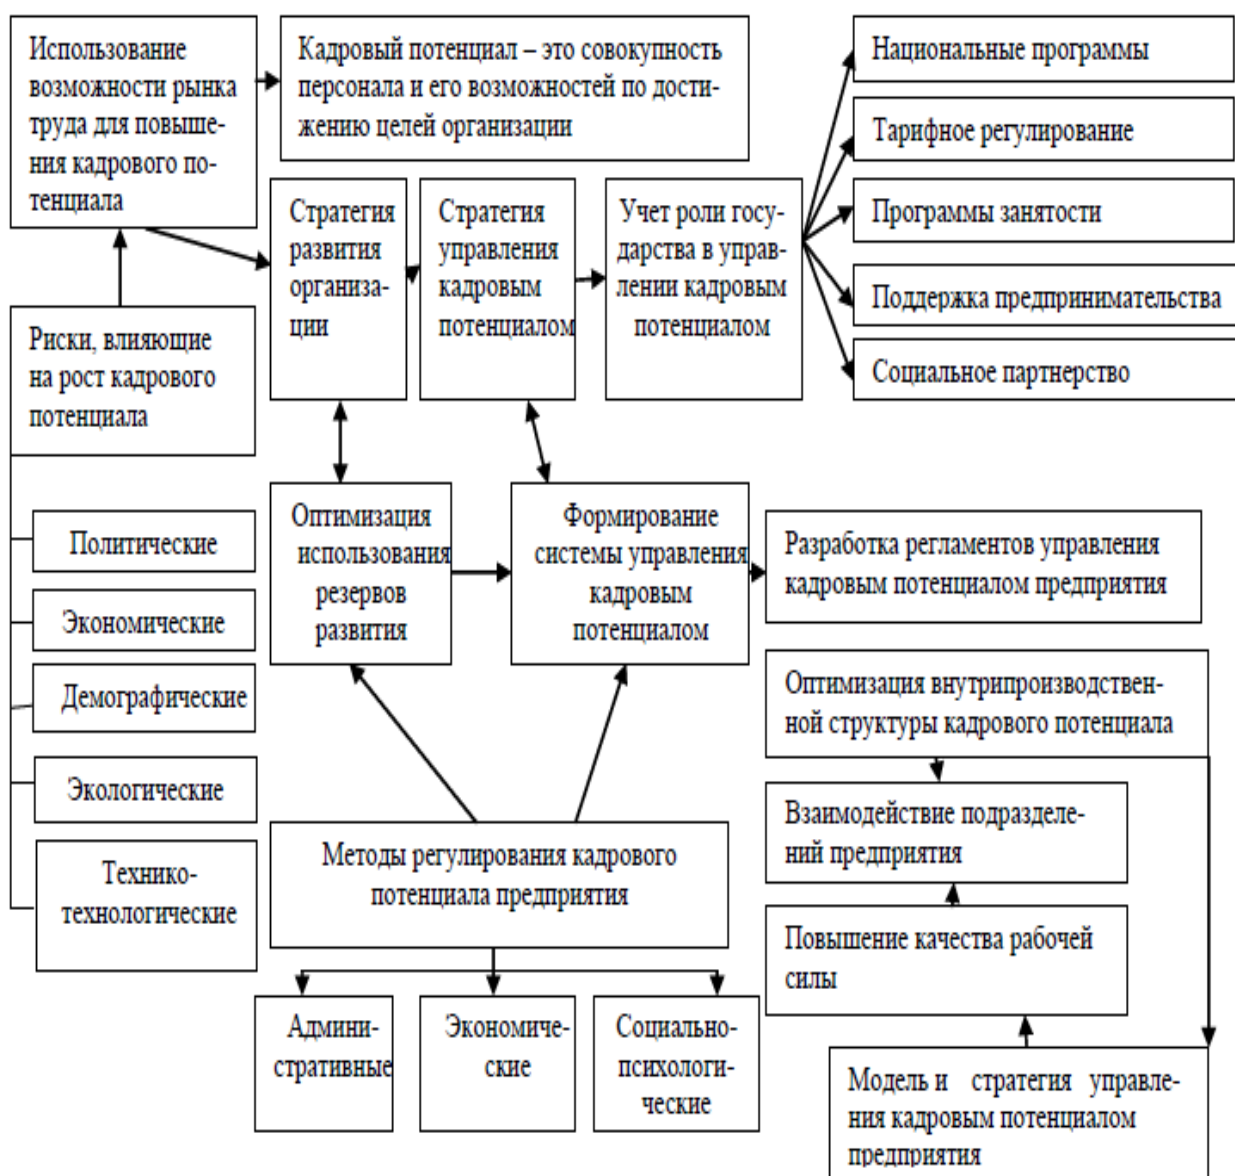 Использование
возможности рынка
труда для повыше-
ния кадрового по-
тенциала
Кадровый потенциал – это совокупность
персонала и его возможностей по дости-
жению целей организации
Национальные программы
Тарифное регулирование
Программы занятости
Поддержка предпринимательства
Социальное партнерство
Стратегия
развития
организа-
ции
Стратегия
управления
кадровым
потенциалом
Учет роли госу-
дарства в управ-
лении кадровым
потенциалом
Риски, влияющие
на рост кадрового
потенциала
Политические
Экономические
Демографические
Экологические
Технико-
технологические
Оптимизация
использования
резервов
развития
Формирование
системы управления
кадровым
потенциалом
Разработка регламентов управления
кадровым потенциалом предприятия
Оптимизация внутрипроизводствен-
ной структуры кадрового потенциала
Взаимодействие подразделе-
ний предприятия
Повышение качества рабочей
силы
Модель и стратегия управле-
ния кадровым потенциалом
предприятия
Методы регулирования кадрового
потенциала предприятия
Админи-
стративные
Экономиче-
ские
Социально-
психологи-
ческие